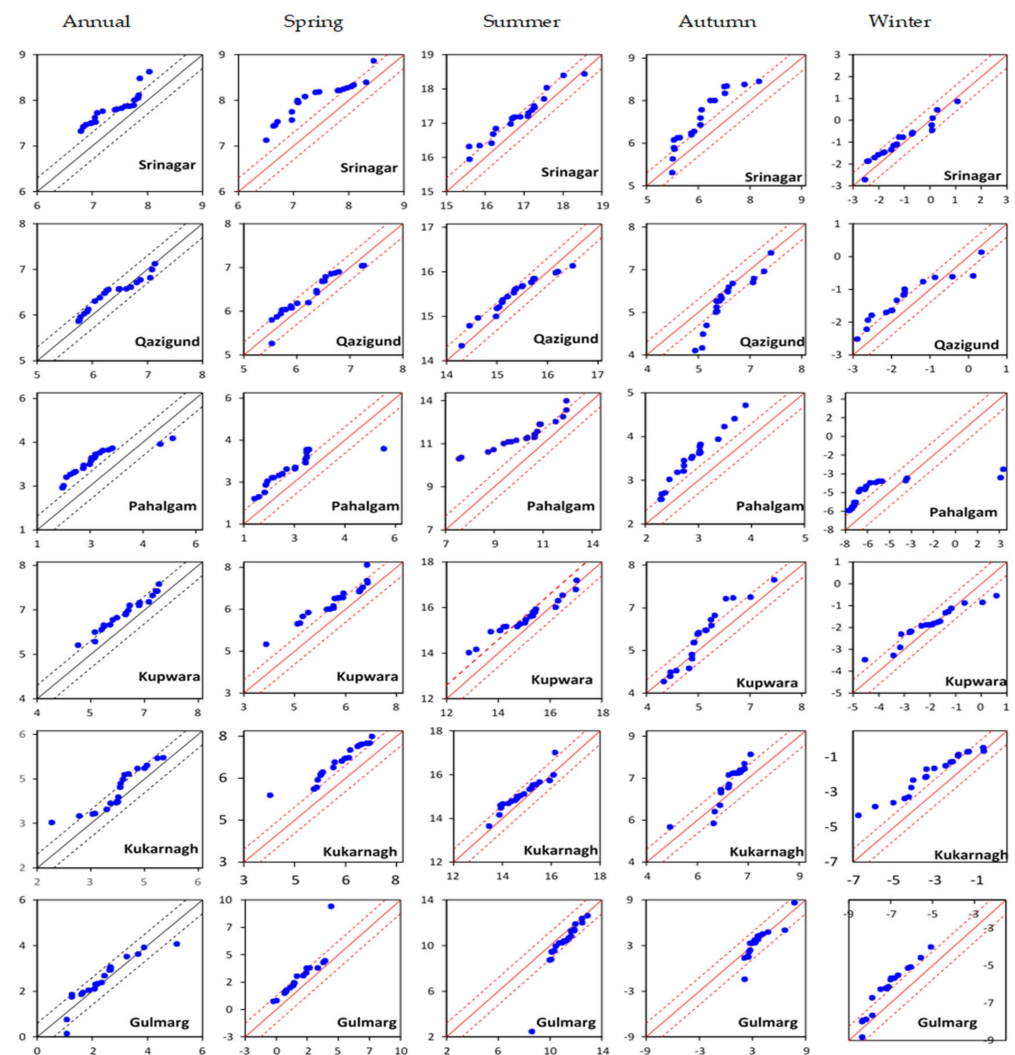 Annual Spring Summer Autumn Winter
9
8
7
6
Srinagar
6 7 8 9
9
8
7
6
Srinagar
6 7 8 9
19
18
17
16
15
Srinagar
15 16 17 18 19
9
8
6
5
Srinagar
5 6 8 9
3
2
1
0
-1
-2
-3
Srinagar
-3 -2 -1 0 1 2 3
8
7
6
5
Qazigund
5 6 7 8
8
7
6
5
Qazigund
5 6 7 8
17
16
15
14
Qazigund
14 15 16 17
8
7
5
4
Qazigund
4 5 7 8
1
0
-1
-2
-3
Qazigund
-3 -2 -1 0 1
6
4
3
1
Pahalgam
1 3 4 6
6
4
3
1
Pahalgam
1 3 4 6
14
11
9
7
Pahalgam
7 9 11 14
5
4
3
2
Pahalgam
2 3 4 5
3
2
0
-2
-3
-5
-6
-8
Pahalgam
-8 -6 -5 -3 -2 0 2 3
8
7
5
4
Kupwara
4 5 7 8
8
6
5
3
Kupwara
3 5 6 8
18
16
14
12
Kupwara
12 14 16 18
8
7
5
4
Kupwara
4 5 7 8
1
0
-1
-2
-3
-4
-5
Kupwara
-5 -4 -3 -2 -1 0 1
6
5
3
2
Kukarnagh
2 3 5 6
8
6
5
3
Kukarnagh
3 5 6 8
18
16
14
12
Kukarnagh
12 14 16 18
9
7
6
4
Kukarnagh
4 6 7 9
-1
-3
-5
-7
Kukarnagh
-7 -5 -3 -1
6
4
2
0
Gulmarg
0 2 4 6
10
7
5
2
0
-3
Gulmarg
-3 0 2 5 7 10
14
10
6
2
Gulmarg
2 6 10 14
9
3
-3
-9
Gulmarg
-9 -3 3 9
-9 -7 -5 -3
-3
-5
-7
-9
Gulmarg